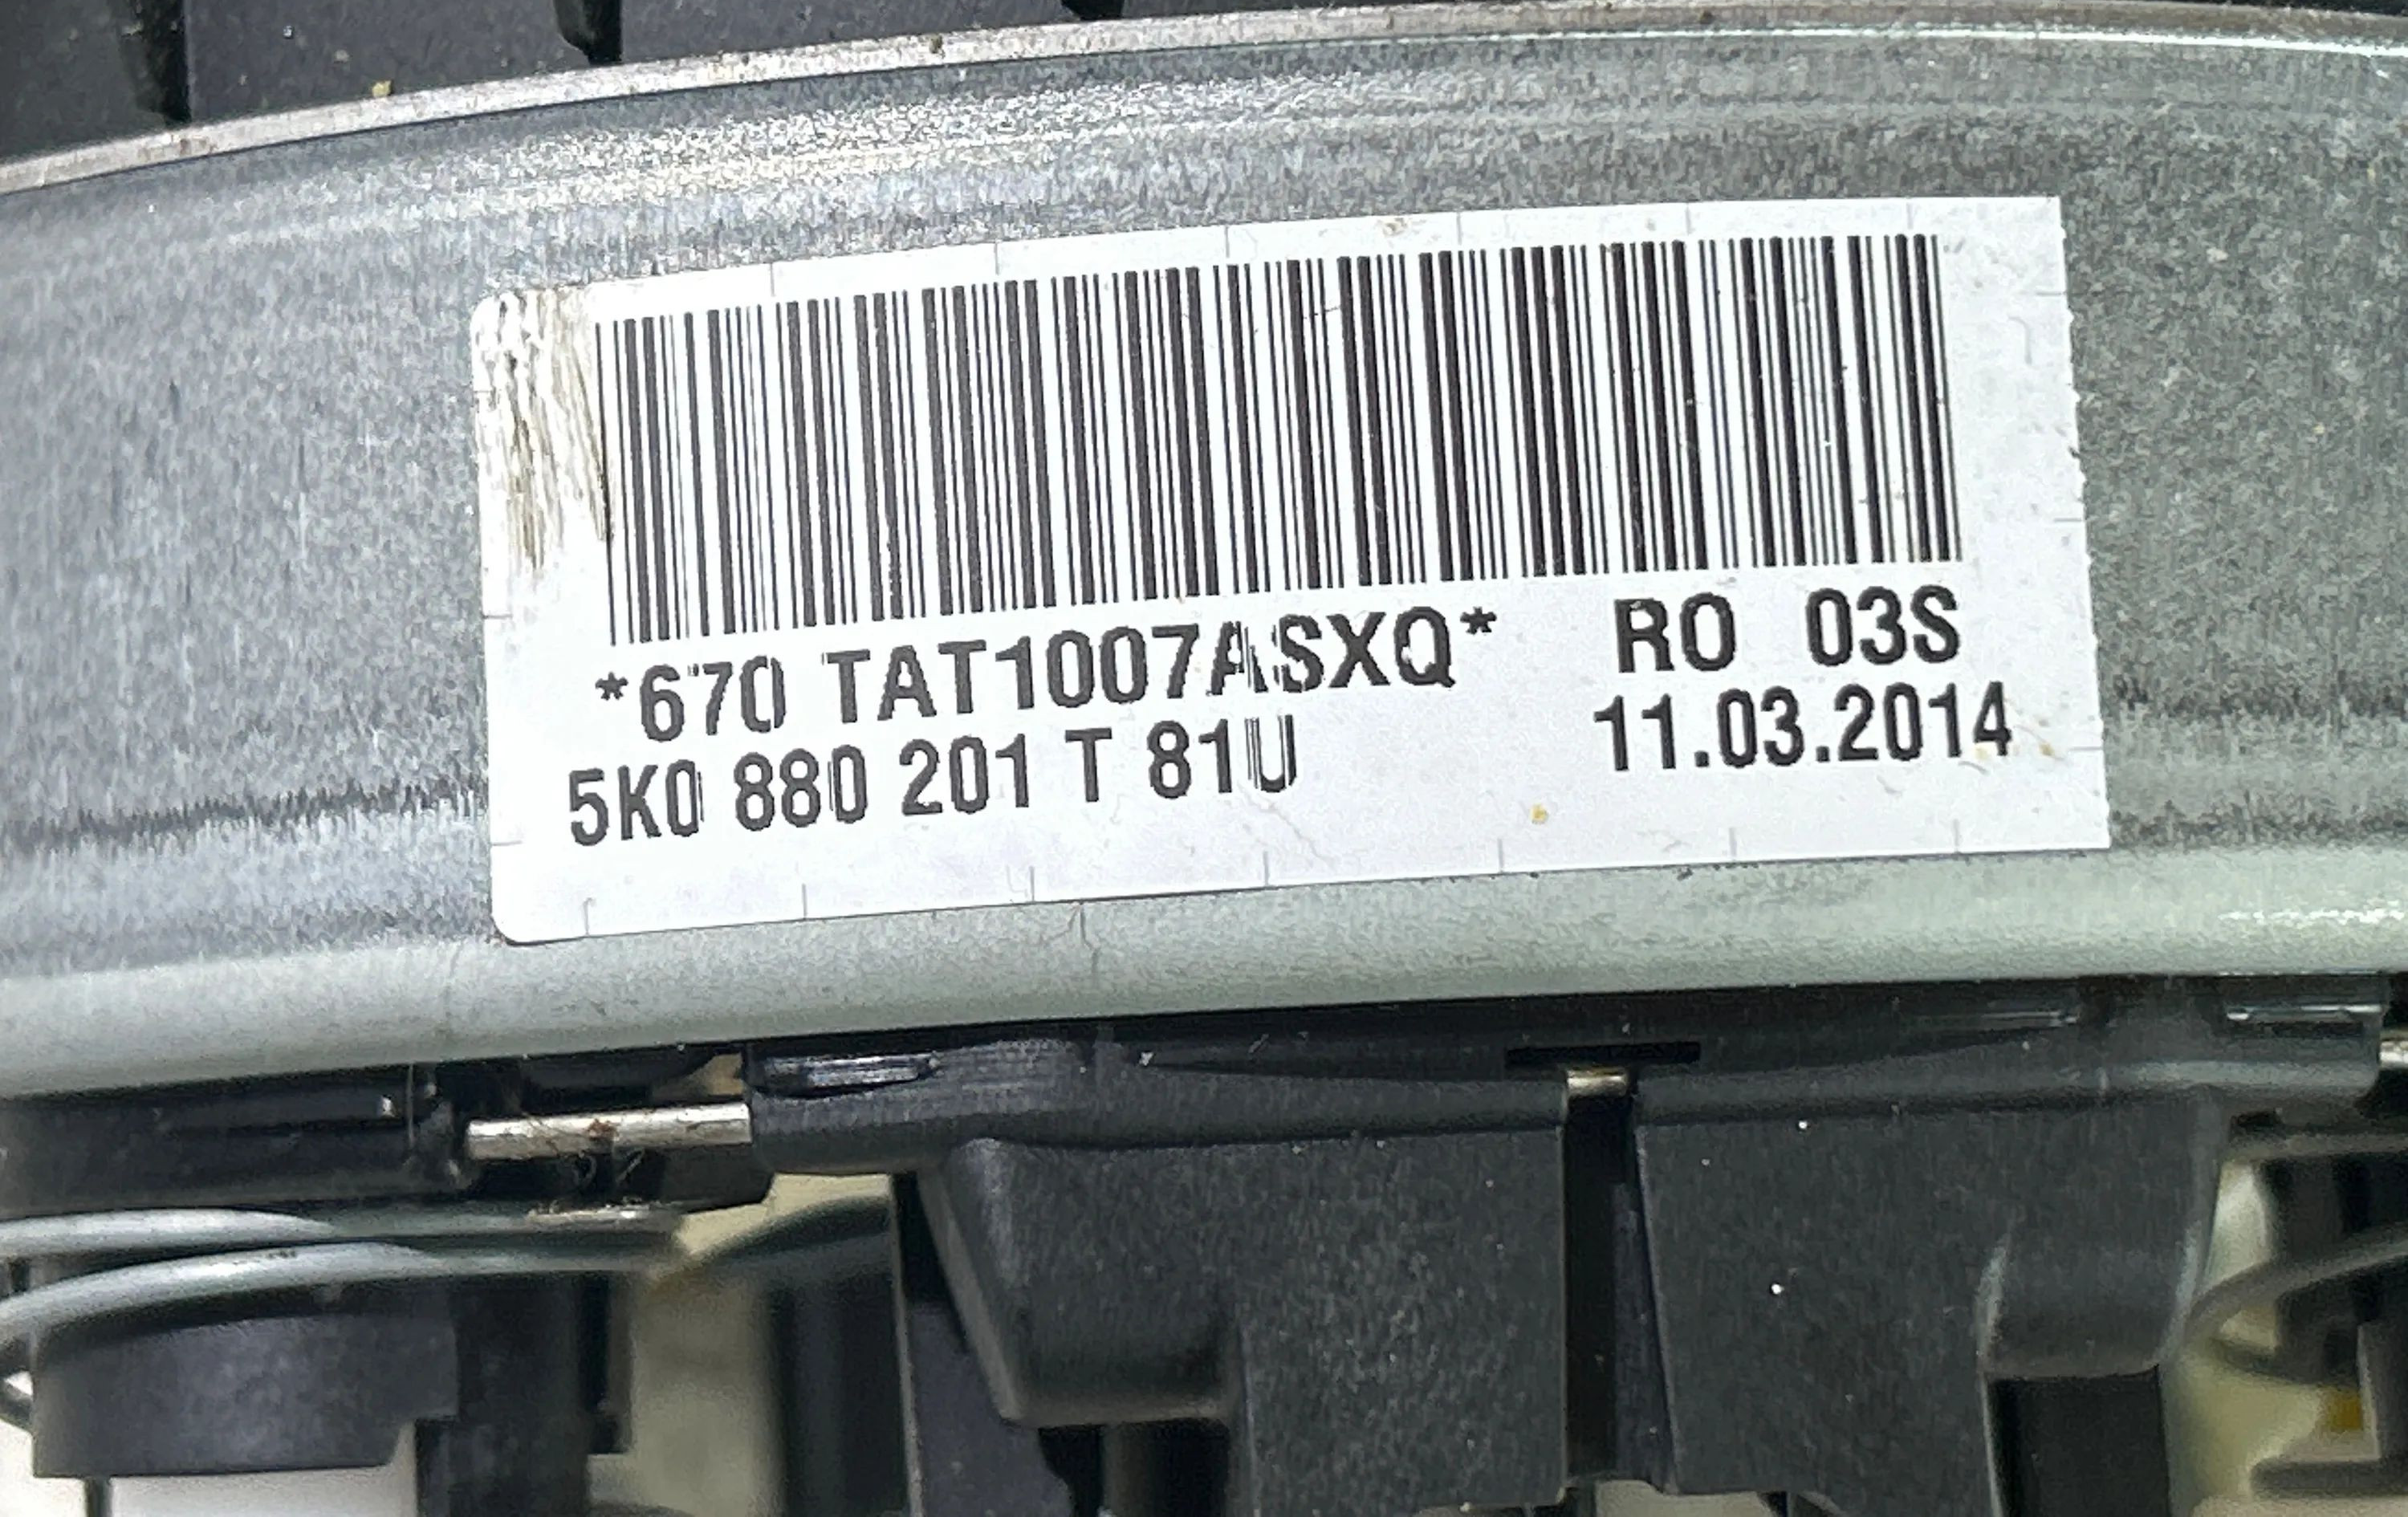 *670 TAT1007ASXQ* RO 03S
5K0 880 201 T 81U 11.03.2014